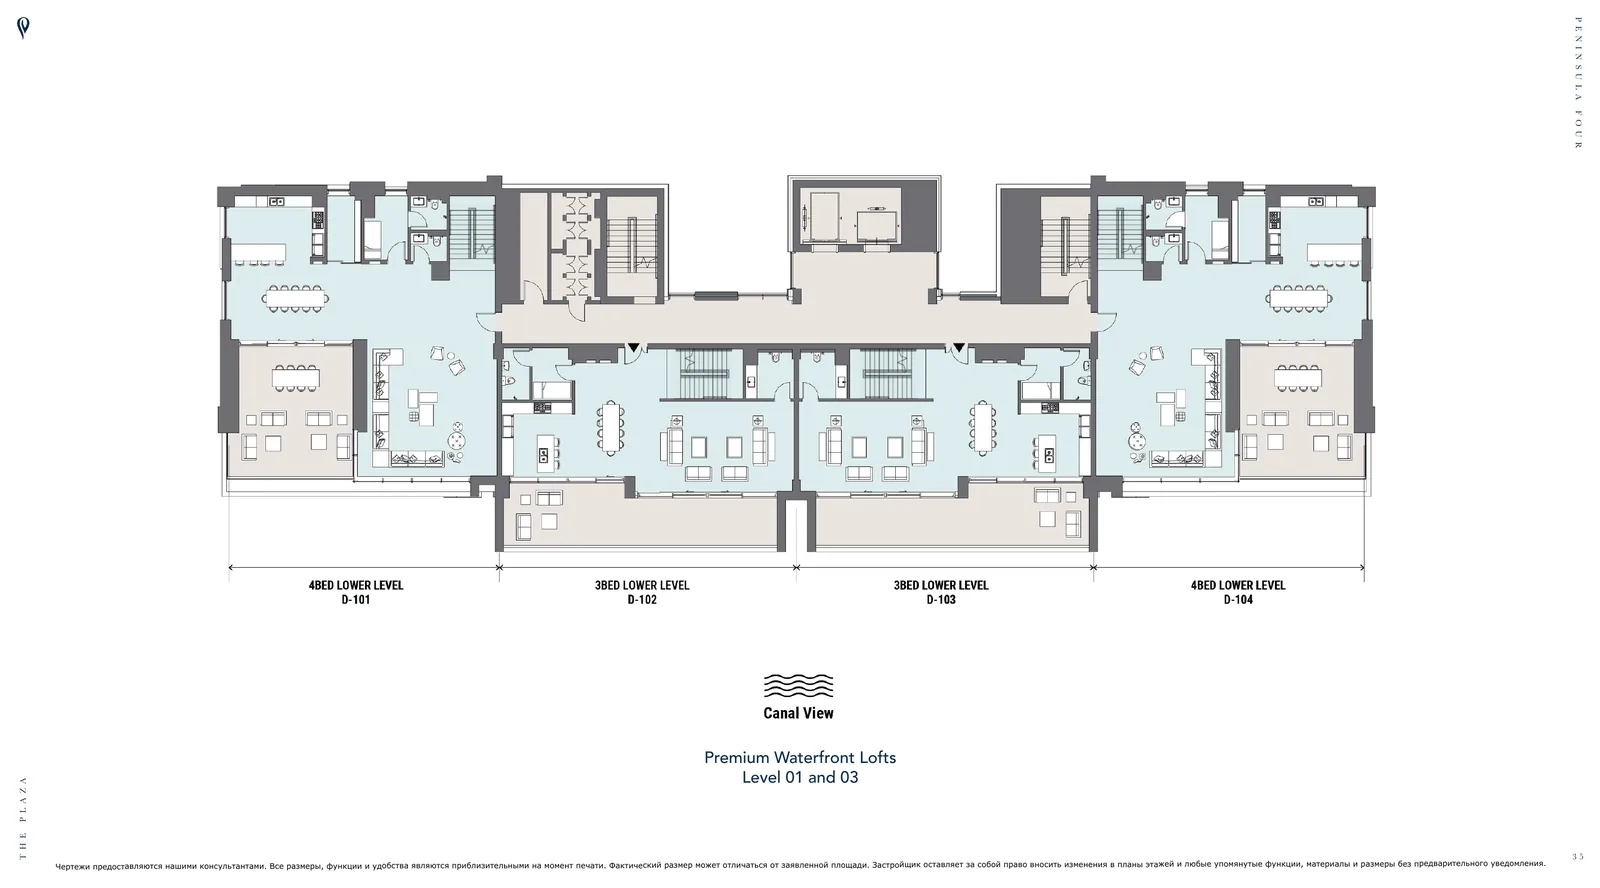 PENINSULA FOUR
4BED LOWER LEVEL
D-101
3BED LOWER LEVEL
D-102
3BED LOWER LEVEL
D-103
4BED LOWER LEVEL
D-104
Canal View
Premium Waterfront Lofts
Level 01 and 03
THE PLAZA
Чертежи предоставляются нашими консультантами. Все размеры, функции и удобства являются приблизительными на момент печати. Фактический размер может отличаться от заявленной площади. Застройщик оставляет за собой право вносить изменения в планы этажей и любые упомянутые функции, материалы и размеры без предварительного уведомления.
35